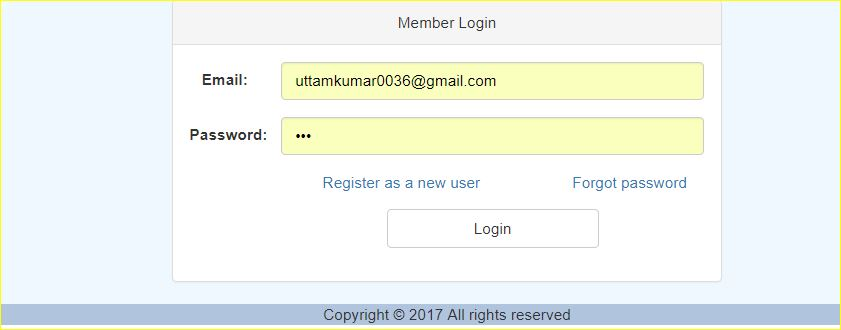 Member Login
Email: uttamkumar0036@gmail.com
Password: •••
Register as a new user Forgot password
Login
Copyright © 2017 All rights reserved